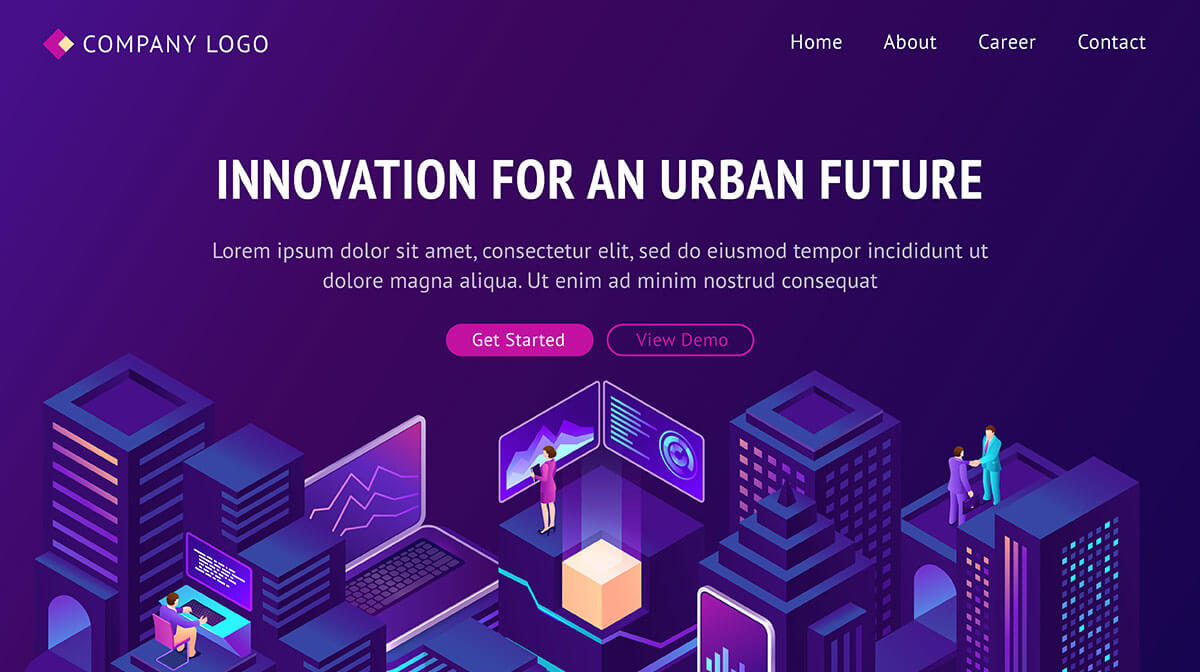 COMPANY LOGO
Home About Career Contact
INNOVATION FOR AN URBAN FUTURE
Lorem ipsum dolor sit amet, consectetur elit, sed do eiusmod tempor incididunt ut
dolore magna aliqua. Ut enim ad minim nostrud consequat
Get Started View Demo